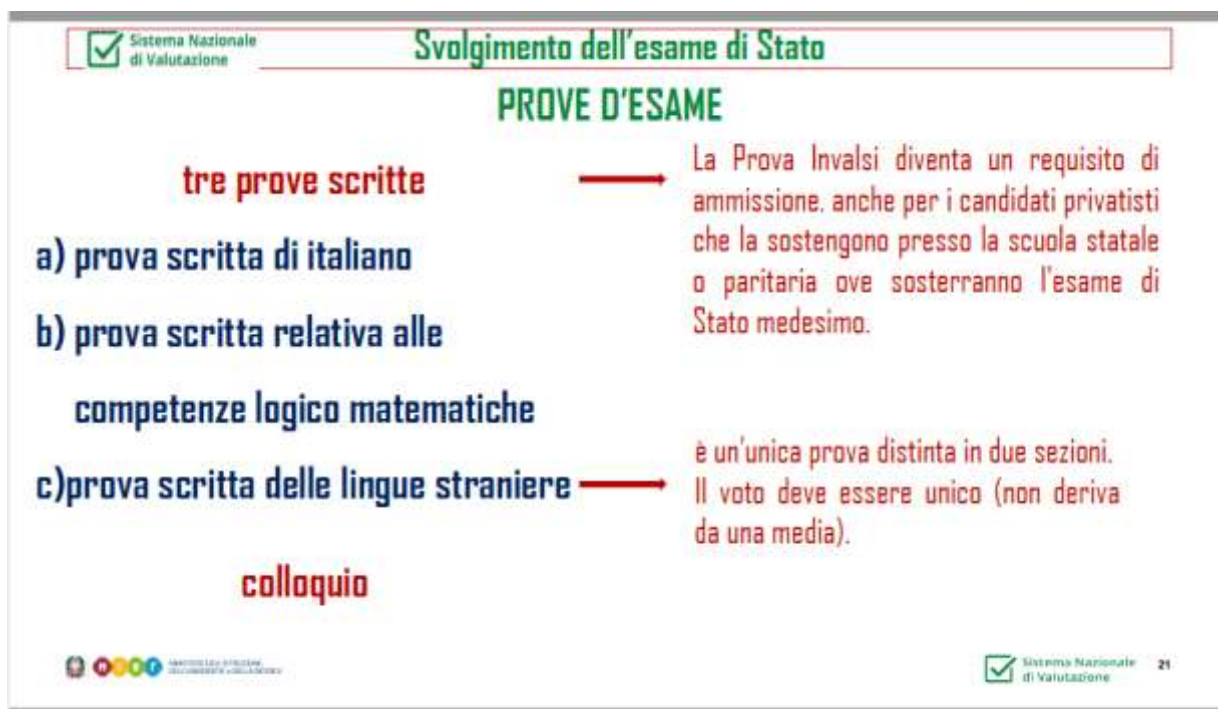 Sistema Nazionale
di Valutazione
Svolgimento dell'esame di Stato
PROVE D'ESAME
tre prove scritte
La Prova Invalsi diventa un requisito di
ammissione. anche per i candidati privatisti
che la sostengono presso la scuola statale
o paritaria ove sosterranno l'esame di
Stato medesimo.
a) prova scritta di italiano
b) prova scritta relativa alle
competenze logico matematiche
c)prova scritta delle lingue straniere
è un'unica prova distinta in due sezioni.
Il voto deve essere unico (non deriva
da una media).
colloquio
Sistema Nazionale
di Valutazione
21